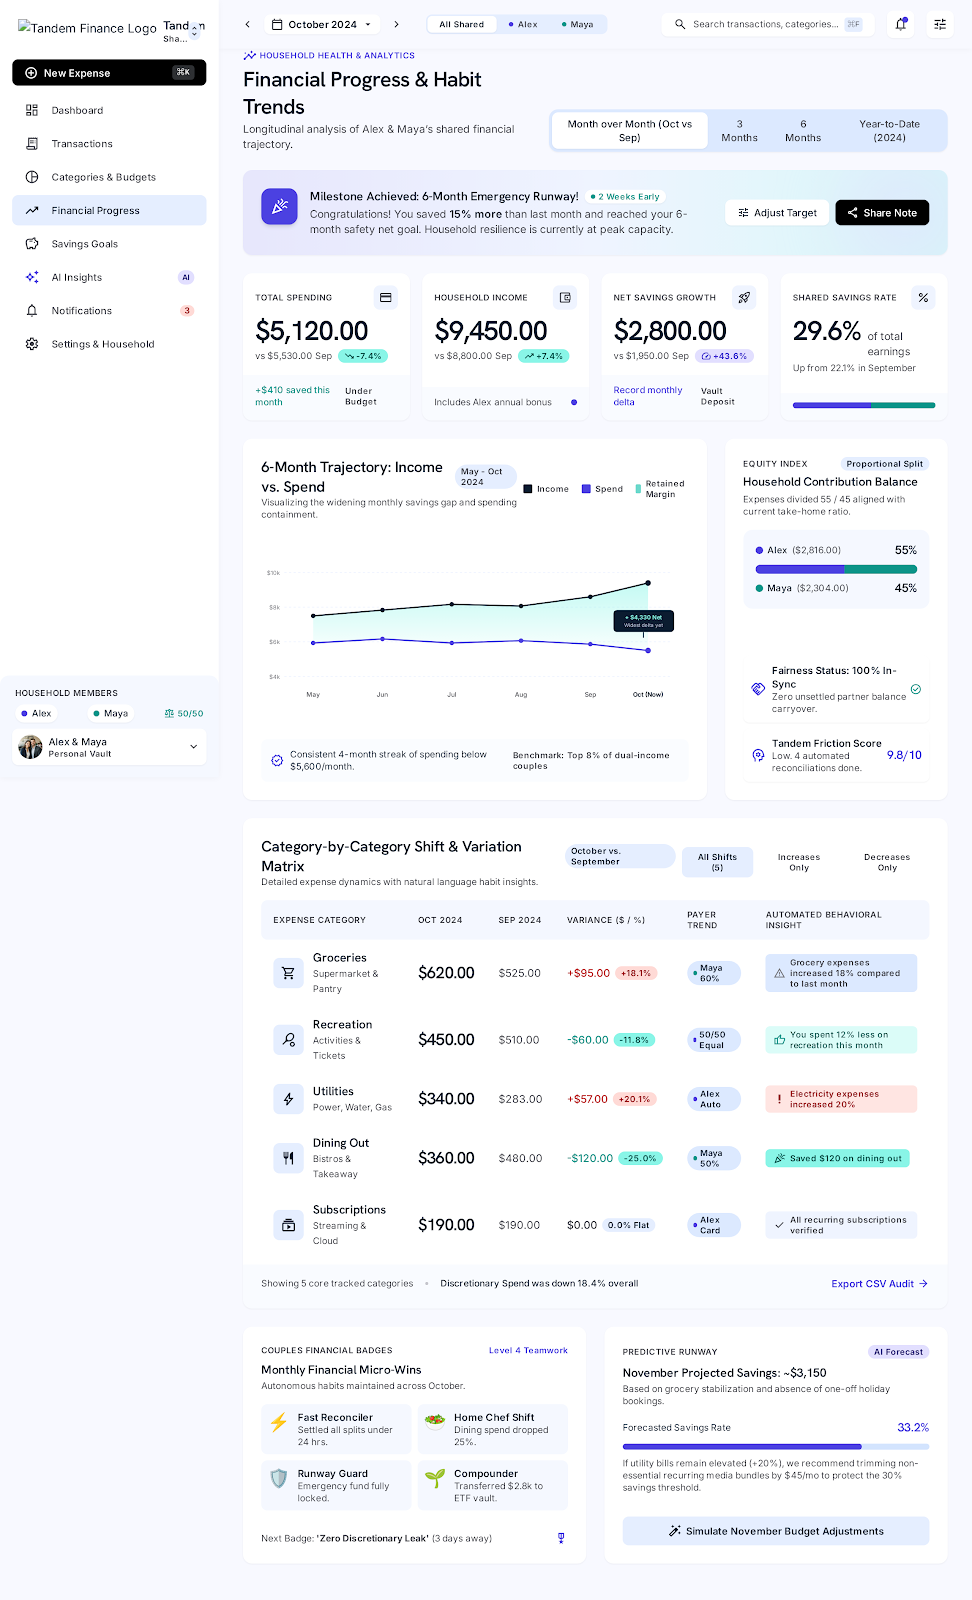 Tandem Finance Logo
Tandem
Sha...
New Expense ⌘K
Dashboard
Transactions
Categories & Budgets
Financial Progress
Savings Goals
AI Insights AI
Notifications 3
Settings & Household
HOUSEHOLD MEMBERS
Alex Maya 50/50
Alex & Maya
Personal Vault
October 2024
All Shared Alex Maya
Search transactions, categories... ⌘F
HOUSEHOLD HEALTH & ANALYTICS
Financial Progress & Habit
Trends
Longitudinal analysis of Alex & Maya's shared financial
trajectory.
Month over Month (Oct vs
Sep)
3
Months
6
Months
Year-to-Date
(2024)
Milestone Achieved: 6-Month Emergency Runway! 2 Weeks Early
Congratulations! You saved 15% more than last month and reached your 6-
month safety net goal. Household resilience is currently at peak capacity.
Adjust Target
Share Note
TOTAL SPENDING
$5,120.00
vs $5,530.00 Sep -7.4%
+$410 saved this
month
Under
Budget
HOUSEHOLD INCOME
$9,450.00
vs $8,800.00 Sep +7.4%
Includes Alex annual bonus
NET SAVINGS GROWTH
$2,800.00
vs $1,950.00 Sep +43.6%
Record monthly
delta
Vault
Deposit
SHARED SAVINGS RATE
29.6% of total
earnings
Up from 22.1% in September
6-Month Trajectory: Income
vs. Spend
May - Oct
2024
Visualizing the widening monthly savings gap and spending
containment.
Income
Spend
Retained
Margin
$10k
$8k
$6k
$4k
+ $4,330 Net
Widest delta yet
May Jun Jul Aug Sep Oct (Now)
Consistent 4-month streak of spending below
$5,600/month.
Benchmark: Top 8% of dual-income
couples
EQUITY INDEX Proportional Split
Household Contribution Balance
Expenses divided 55 / 45 aligned with
current take-home ratio.
Alex ($2,816.00) 55%
Maya ($2,304.00) 45%
Fairness Status: 100% In-
Sync
Zero unsettled partner balance
carryover.
Tandem Friction Score
Low. 4 automated
reconciliations done.
9.8/10
Category-by-Category Shift & Variation
Matrix
Detailed expense dynamics with natural language habit insights.
October vs.
September
All Shifts
(5)
Increases
Only
Decreases
Only
EXPENSE CATEGORY OCT 2024 SEP 2024 VARIANCE ($ / %) PAYER
TREND
AUTOMATED BEHAVIORAL
INSIGHT
Groceries
Supermarket &
Pantry
$620.00 $525.00 +$95.00 +18.1%
Maya
60%
Grocery expenses
increased 18% compared
to last month
Recreation
Activities &
Tickets
$450.00 $510.00 -$60.00 -11.8%
50/50
Equal
You spent 12% less on
recreation this month
Utilities
Power, Water, Gas
$340.00 $283.00 +$57.00 +20.1%
Alex
Auto
Electricity expenses
increased 20%
Dining Out
Bistros &
Takeaway
$360.00 $480.00 -$120.00 -25.0%
Maya
50%
Saved $120 on dining out
Subscriptions
Streaming &
Cloud
$190.00 $190.00 $0.00 0.0% Flat
Alex
Card
All recurring subscriptions
verified
Showing 5 core tracked categories • Discretionary Spend was down 18.4% overall
Export CSV Audit →
COUPLES FINANCIAL BADGES Level 4 Teamwork
Monthly Financial Micro-Wins
Autonomous habits maintained across October.
Fast Reconciler
Settled all splits under
24 hrs.
Home Chef Shift
Dining spend dropped
25%.
Runway Guard
Emergency fund fully
locked.
Compounder
Transferred $2.8k to
ETF vault.
Next Badge: 'Zero Discretionary Leak' (3 days away)
PREDICTIVE RUNWAY AI Forecast
November Projected Savings: ~$3,150
Based on grocery stabilization and absence of one-off holiday
bookings.
Forecasted Savings Rate 33.2%
If utility bills remain elevated (+20%), we recommend trimming non-
essential recurring media bundles by $45/mo to protect the 30%
savings threshold.
Simulate November Budget Adjustments